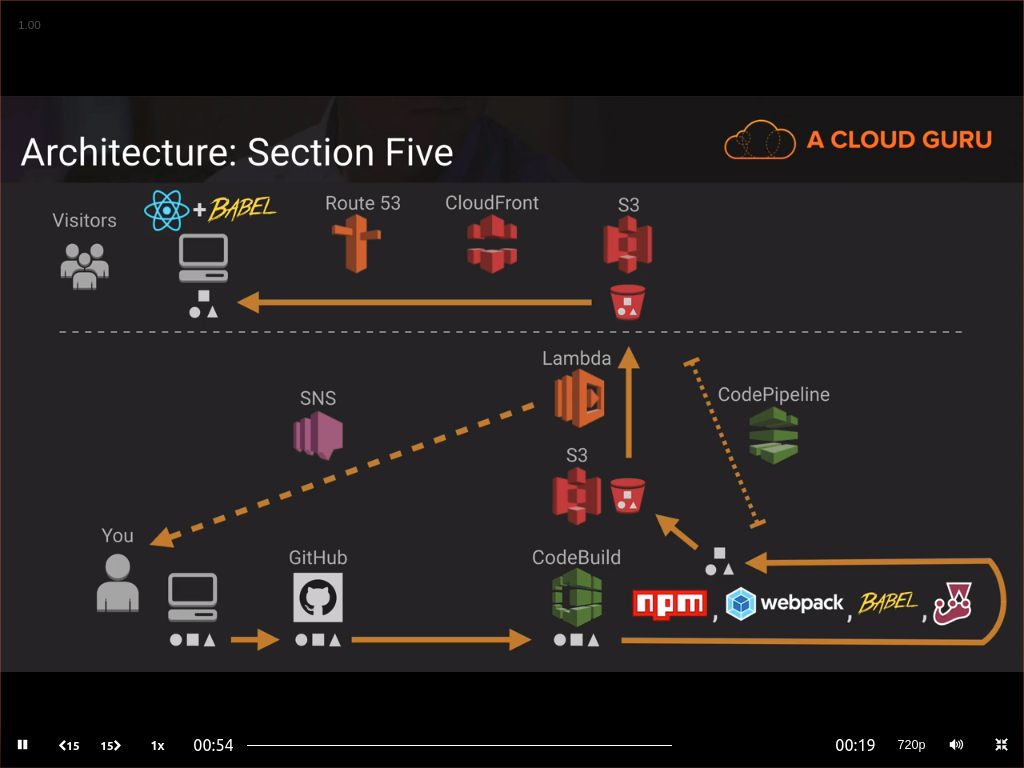 1.00
Architecture: Section Five
A CLOUD GURU
Visitors
+ BABEL
Route 53
CloudFront
S3
Lambda
SNS
CodePipeline
S3
You
GitHub
CodeBuild
npm, webpack, BABEL,
15
15
1x
00:54
00:19
720p